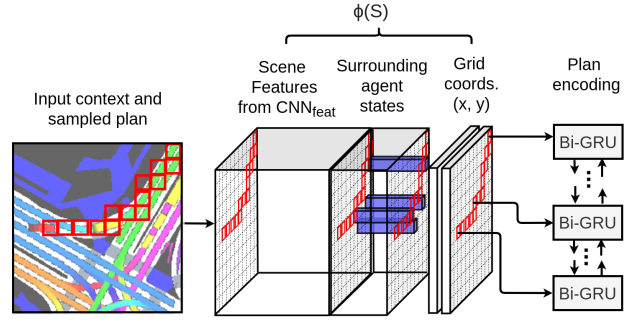 ϕ(S)
Input context and
sampled plan
Scene
Features
from CNNfeat
Surrounding
agent
states
Grid
coords.
(x, y)
Plan
encoding
Bi-GRU
Bi-GRU
Bi-GRU